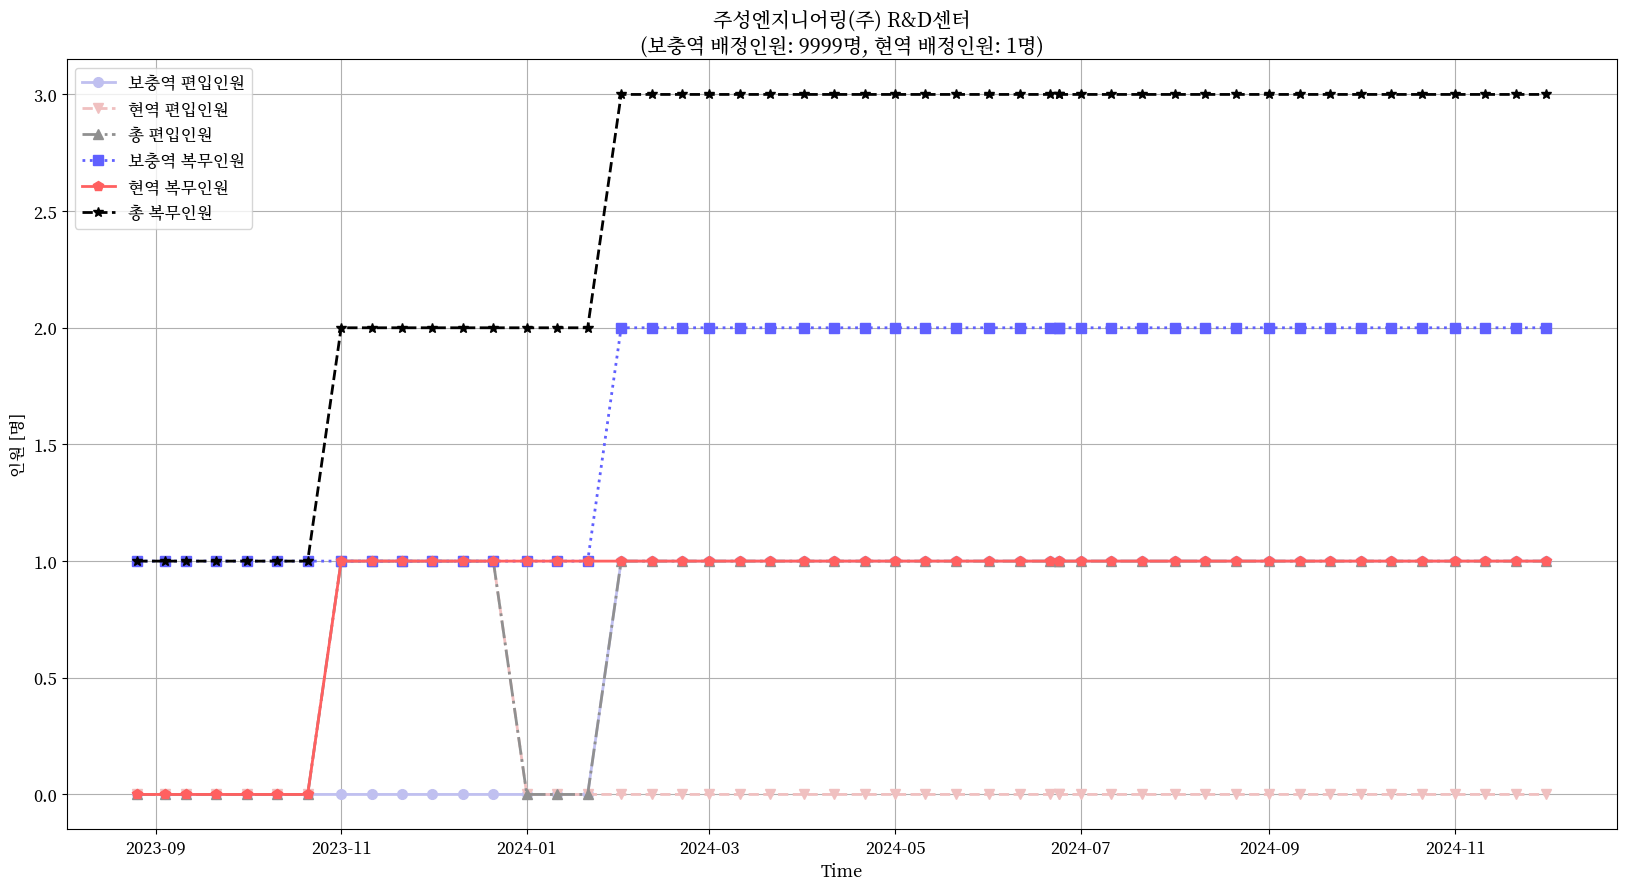 주성엔지니어링(주) R&D센터
(보충역 배정인원: 9999명, 현역 배정인원: 1명)
보충역 편입인원
현역 편입인원
총 편입인원
보충역 복무인원
현역 복무인원
총 복무인원
인원 [명]
3.0
2.5
2.0
1.5
1.0
0.5
0.0
2023-09 2023-11 2024-01 2024-03 2024-05 2024-07 2024-09 2024-11
Time